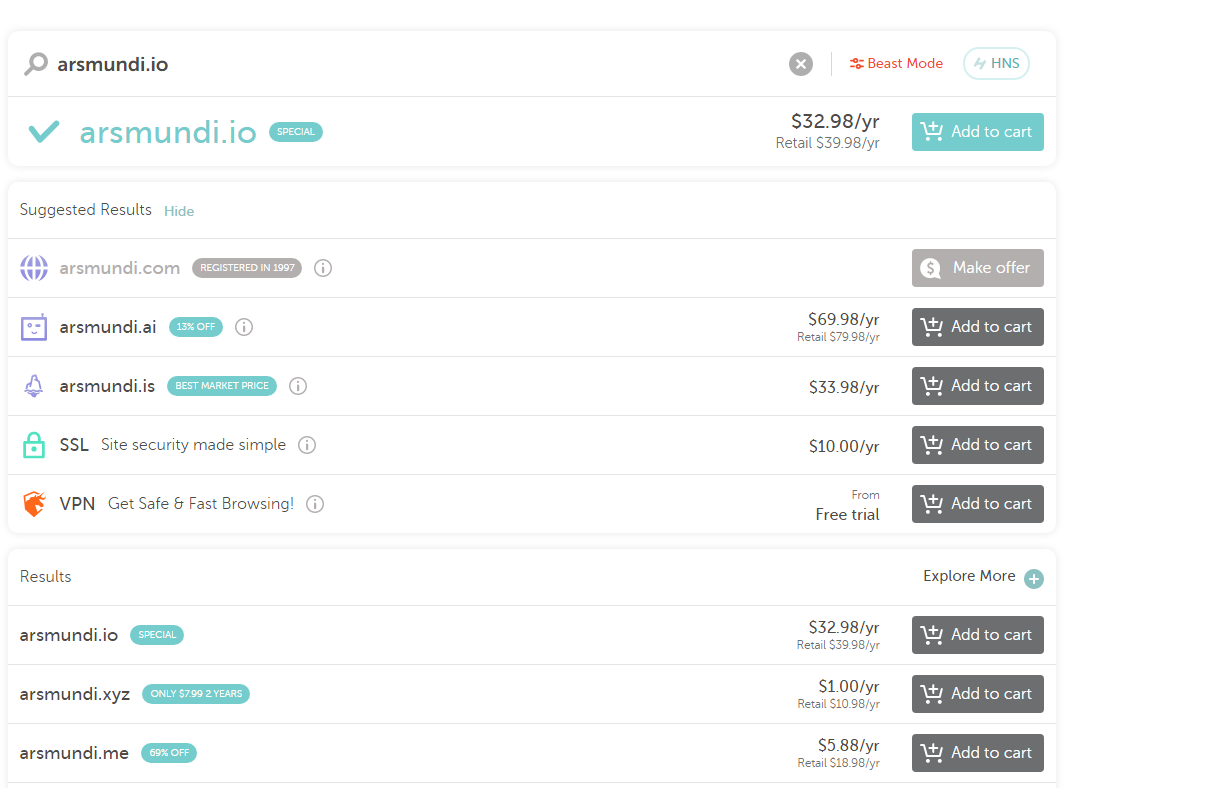 arsmundi.io
Beast Mode
HNS
arsmundi.io SPECIAL
$32.98/yr
Retail $39.98/yr
Add to cart
Suggested Results Hide
arsmundi.com REGISTERED IN 1997
Make offer
arsmundi.ai 13% OFF
$69.98/yr
Retail $79.98/yr
Add to cart
arsmundi.is BEST MARKET PRICE
$33.98/yr
Add to cart
SSL Site security made simple
$10.00/yr
Add to cart
VPN Get Safe & Fast Browsing!
From
Free trial
Add to cart
Results
Explore More
arsmundi.io SPECIAL
$32.98/yr
Retail $39.98/yr
Add to cart
arsmundi.xyz ONLY $7.99 2 YEARS
$1.00/yr
Retail $10.98/yr
Add to cart
arsmundi.me 69% OFF
$5.88/yr
Retail $18.98/yr
Add to cart